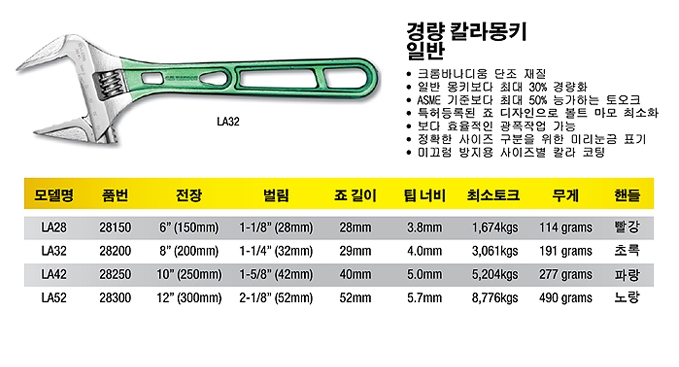 경량 칼라몽키
일반
• 크롬바나디움 단조 재질
• 일반 몽키보다 최대 30% 경량화
• ASME 기준보다 최대 50% 능가하는 토오크
• 특허등록된 죠 디자인으로 볼트 마모 최소화
• 보다 효율적인 광폭작업 가능
• 정확한 사이즈 구분을 위한 미리눈금 표기
• 미끄럼 방지용 사이즈별 칼라 코팅
LA32
모델명 품번 전장 벌림 죠 길이 팁 너비 최소토크 무게 핸들
LA28 28150 6” (150mm) 1-1/8” (28mm) 28mm 3.8mm 1,674kgs 114 grams 빨강
LA32 28200 8” (200mm) 1-1/4” (32mm) 29mm 4.0mm 3,061kgs 191 grams 초록
LA42 28250 10” (250mm) 1-5/8” (42mm) 40mm 5.0mm 5,204kgs 277 grams 파랑
LA52 28300 12” (300mm) 2-1/8” (52mm) 52mm 5.7mm 8,776kgs 490 grams 노랑